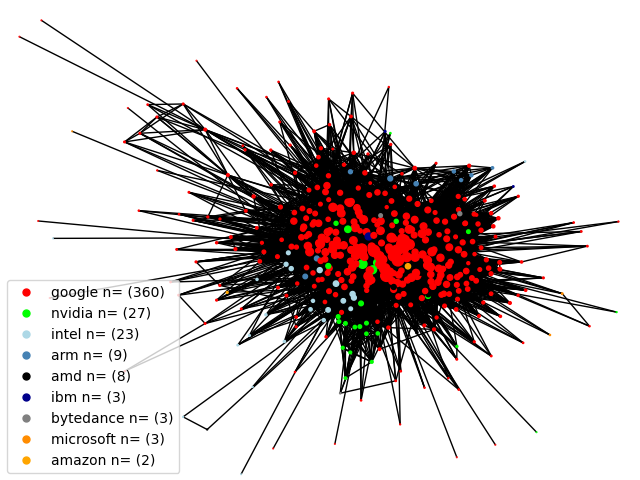 google n= (360)
nvidia n= (27)
intel n= (23)
arm n= (9)
amd n= (8)
ibm n= (3)
bytedance n= (3)
microsoft n= (3)
amazon n= (2)